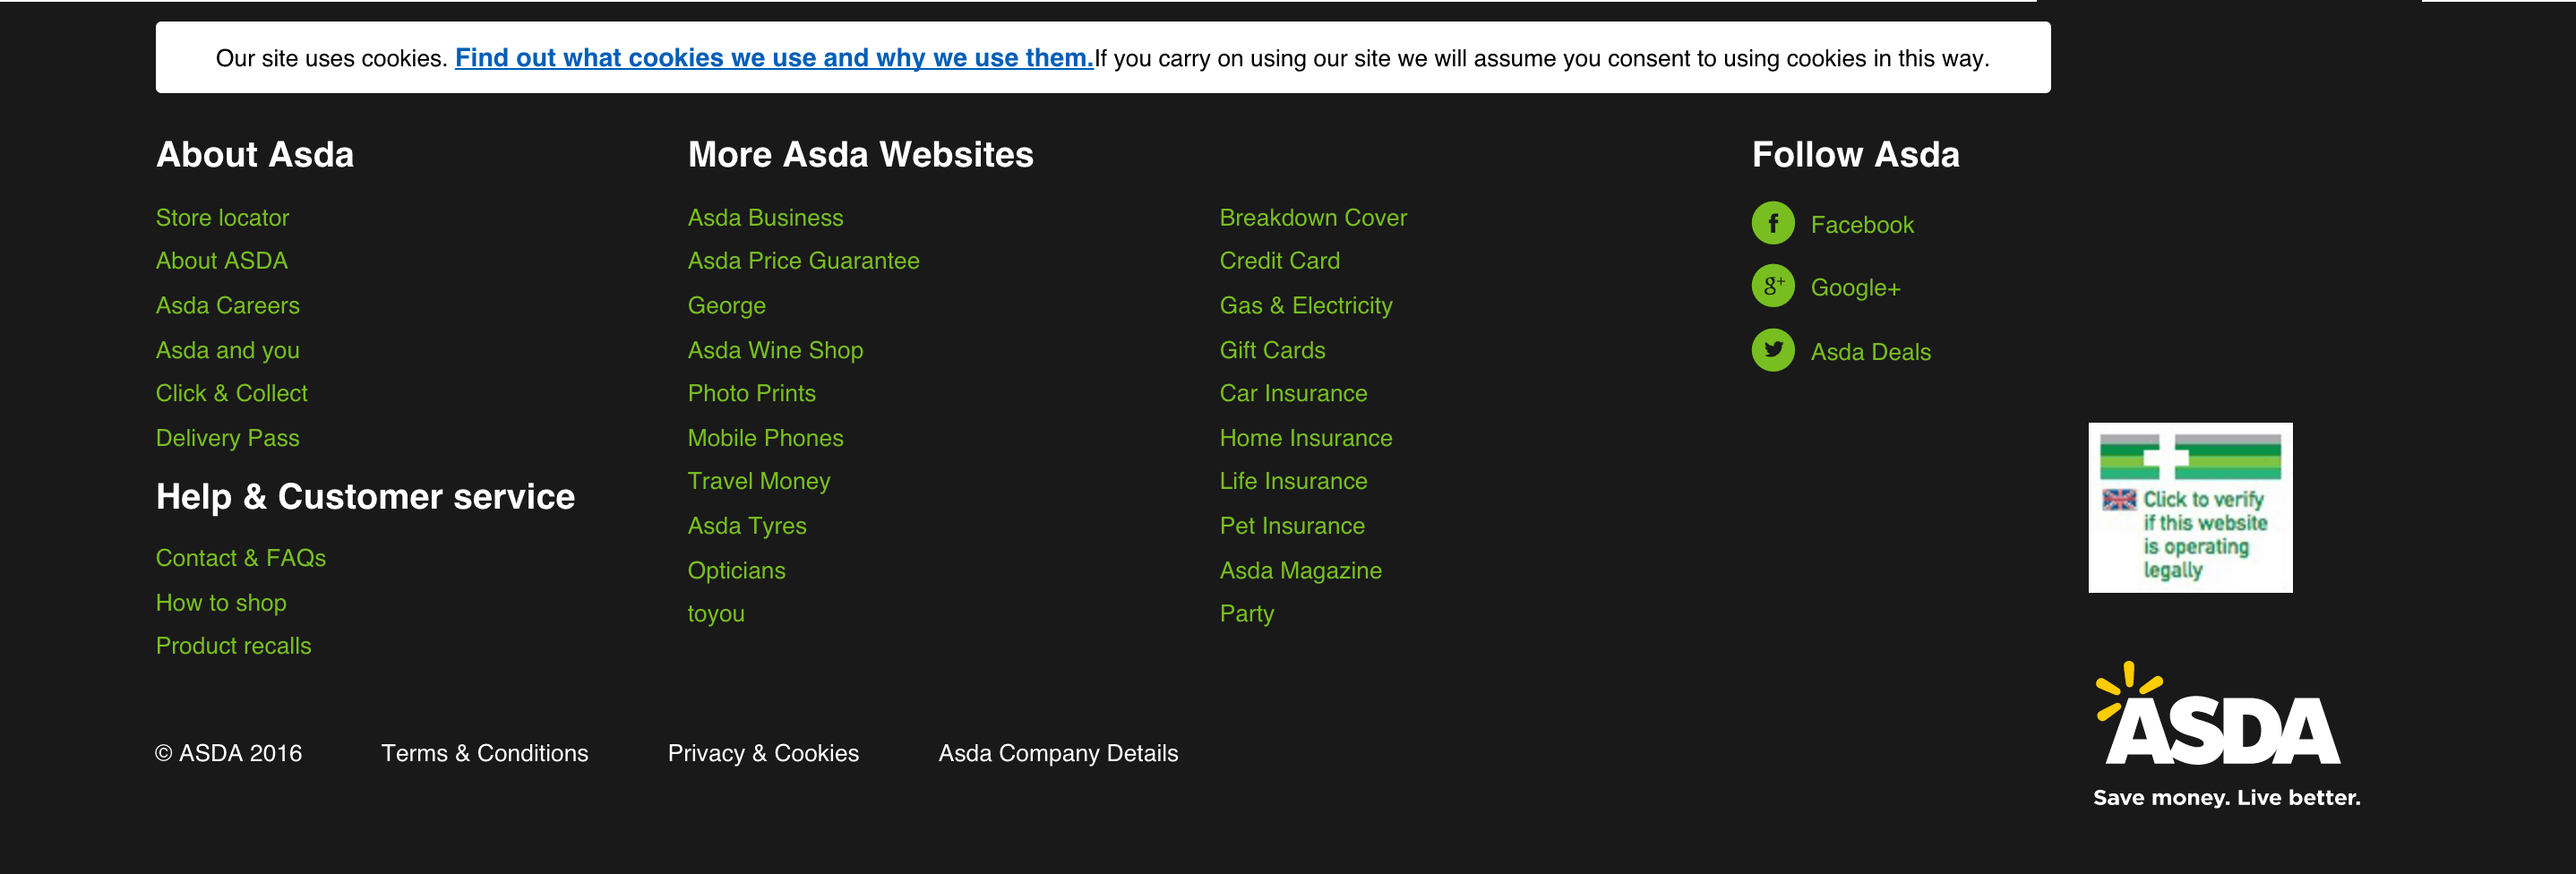 Our site uses cookies. Find out what cookies we use and why we use them.If you carry on using our site we will assume you consent to using cookies in this way.
About Asda
Store locator
About ASDA
Asda Careers
Asda and you
Click & Collect
Delivery Pass
Help & Customer service
Contact & FAQs
How to shop
Product recalls
More Asda Websites
Asda Business
Asda Price Guarantee
George
Asda Wine Shop
Photo Prints
Mobile Phones
Travel Money
Asda Tyres
Opticians
toyou
Breakdown Cover
Credit Card
Gas & Electricity
Gift Cards
Car Insurance
Home Insurance
Life Insurance
Pet Insurance
Asda Magazine
Party
Follow Asda
f Facebook
g+ Google+
Asda Deals
Click to verify
if this website
is operating
legally
ASDA
Save money. Live better.
© ASDA 2016 Terms & Conditions Privacy & Cookies Asda Company Details